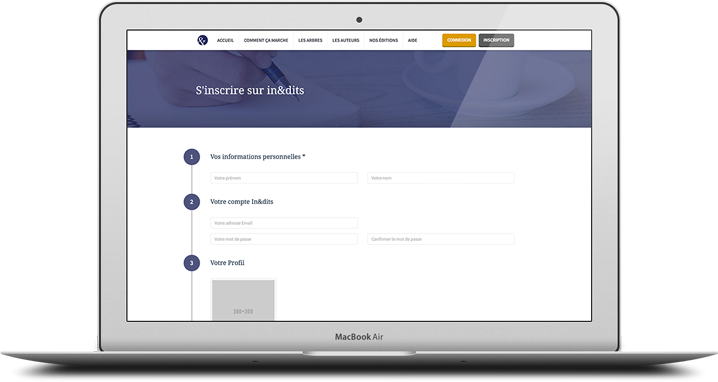 & ACCUEIL COMMENT ÇA MARCHE LES ARBRES LES AUTEURS NOS ÉDITIONS AIDE CONNEXION INSCRIPTION
S'inscrire sur in&dits
1 Vos informations personnelles *
Votre prénom Votre nom
2 Votre compte In&dits
Votre adresse Email
Votre mot de passe Confirmer le mot de passe
3 Votre Profil
300×300
MacBook Air